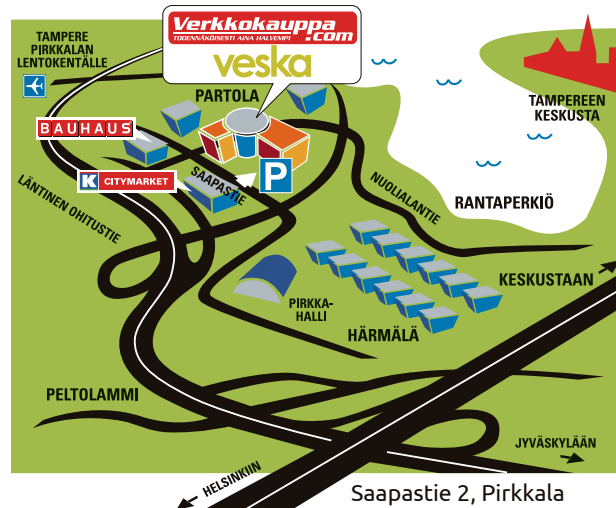 Verkkokauppa
.com
TODENNÄKÖISESTI AINA HALVEMPI
veska
TAMPERE
PIRKKALAN
LENTOKENTÄLLE
PARTOLA
BAUHAUS
K CITYMARKET
SAAPASTIE
P
LÄNTINEN OHITUSTIE
NUOLIALANTIE
TAMPEREEN
KESKUSTA
RANTAPERKIÖ
KESKUSTAAN
PIRKKA-
HALLI
HÄRMÄLÄ
PELTOLAMMI
JYVÄSKYLÄÄN
HELSINKIIN
Saapastie 2, Pirkkala